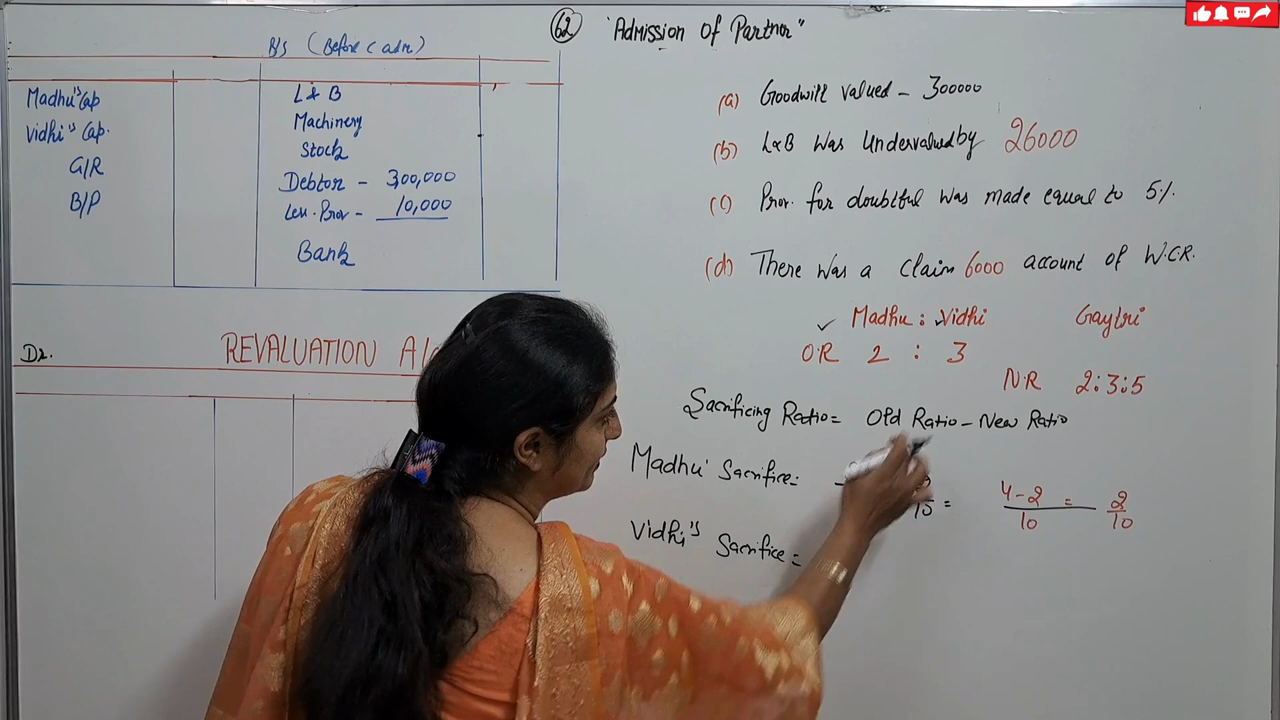 62 "Admission of Partner"
B/S (Before adm)
Madhu's Cap
Vidhi's Cap.
G/R
B/P
L & B
Machinery
Stock
Debtor - 3,00,000
Less. Prov - 10,000
Bank
(a) Goodwill valued - 300000
(b) L&B Was Undervalued by 26000
(c) Prov. for doubtful was made equal to 5%.
(d) There was a claim 6000 account of W.C.R.
Madhu : Vidhi Gaytri
O.R 2 : 3
N.R 2:3:5
Sacrificing Ratio = Old Ratio - New Ratio
Madhu' Sacrifice = 10 = 4-2/10 = 2/10
Vidhi's Sacrifice =
Dr. REVALUATION A/